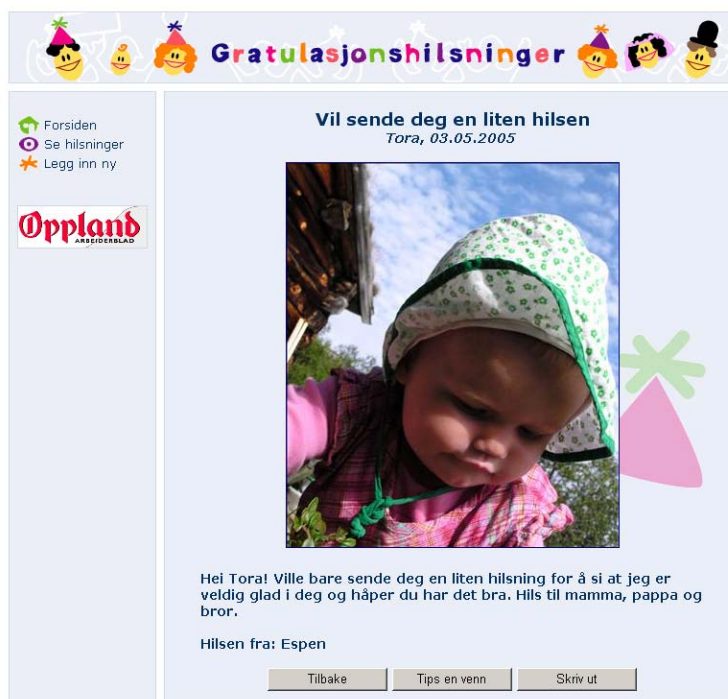 Gratulasjonshilsninger
Forsiden
Se hilsninger
Legg inn ny
Oppland
ARBEIDERBLAD
Vil sende deg en liten hilsen
Tora, 03.05.2005
Hei Tora! Ville bare sende deg en liten hilsning for å si at jeg er
veldig glad i deg og håper du har det bra. Hils til mamma, pappa og
bror.
Hilsen fra: Espen
Tilbake
Tips en venn
Skriv ut